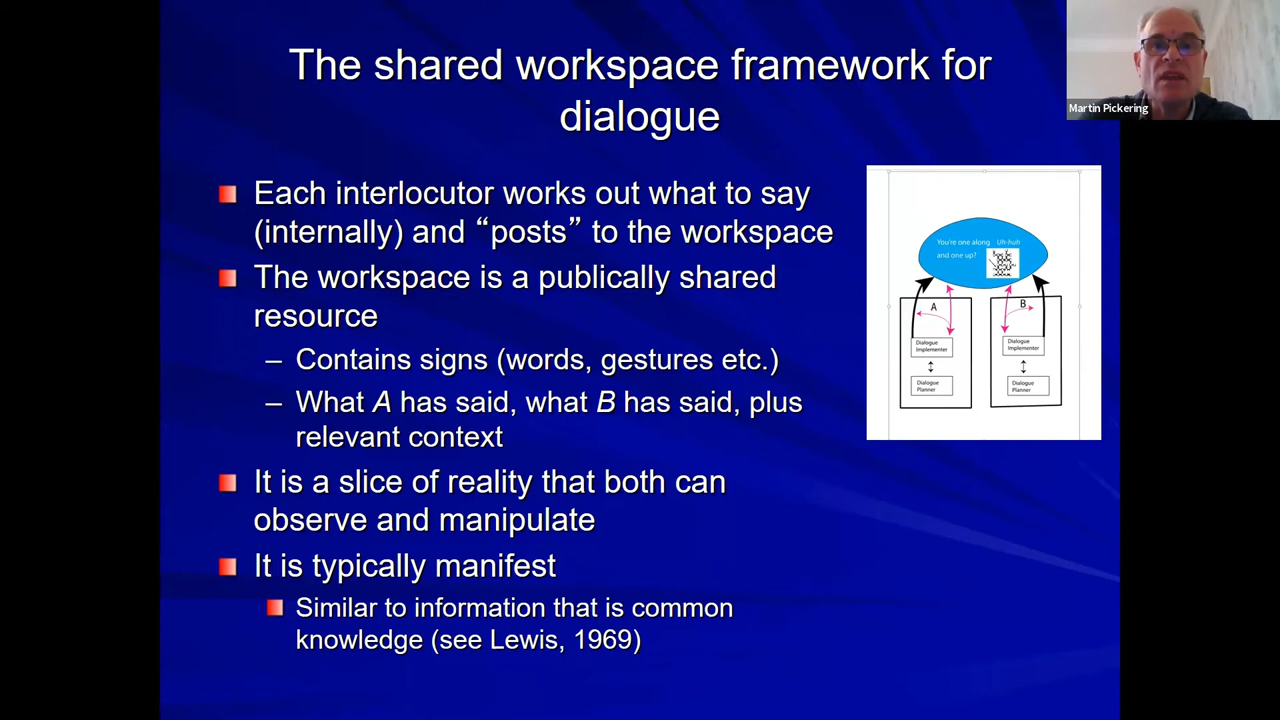 The shared workspace framework for
dialogue
Martin Pickering
Each interlocutor works out what to say
(internally) and “posts” to the workspace
The workspace is a publically shared
resource
– Contains signs (words, gestures etc.)
– What A has said, what B has said, plus
relevant context
It is a slice of reality that both can
observe and manipulate
It is typically manifest
Similar to information that is common
knowledge (see Lewis, 1969)
You're one along Uh-huh
and one up?
A
B
Dialogue
Implementer
Dialogue
Implementer
Dialogue
Planner
Dialogue
Planner